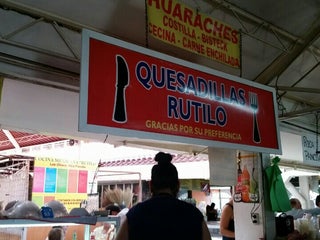 HUARACHES
COSTILLA - BISTECK
CECINA - CARNE ENCHILADA
QUESADILLAS
RUTILO
GRACIAS POR SU PREFERENCIA